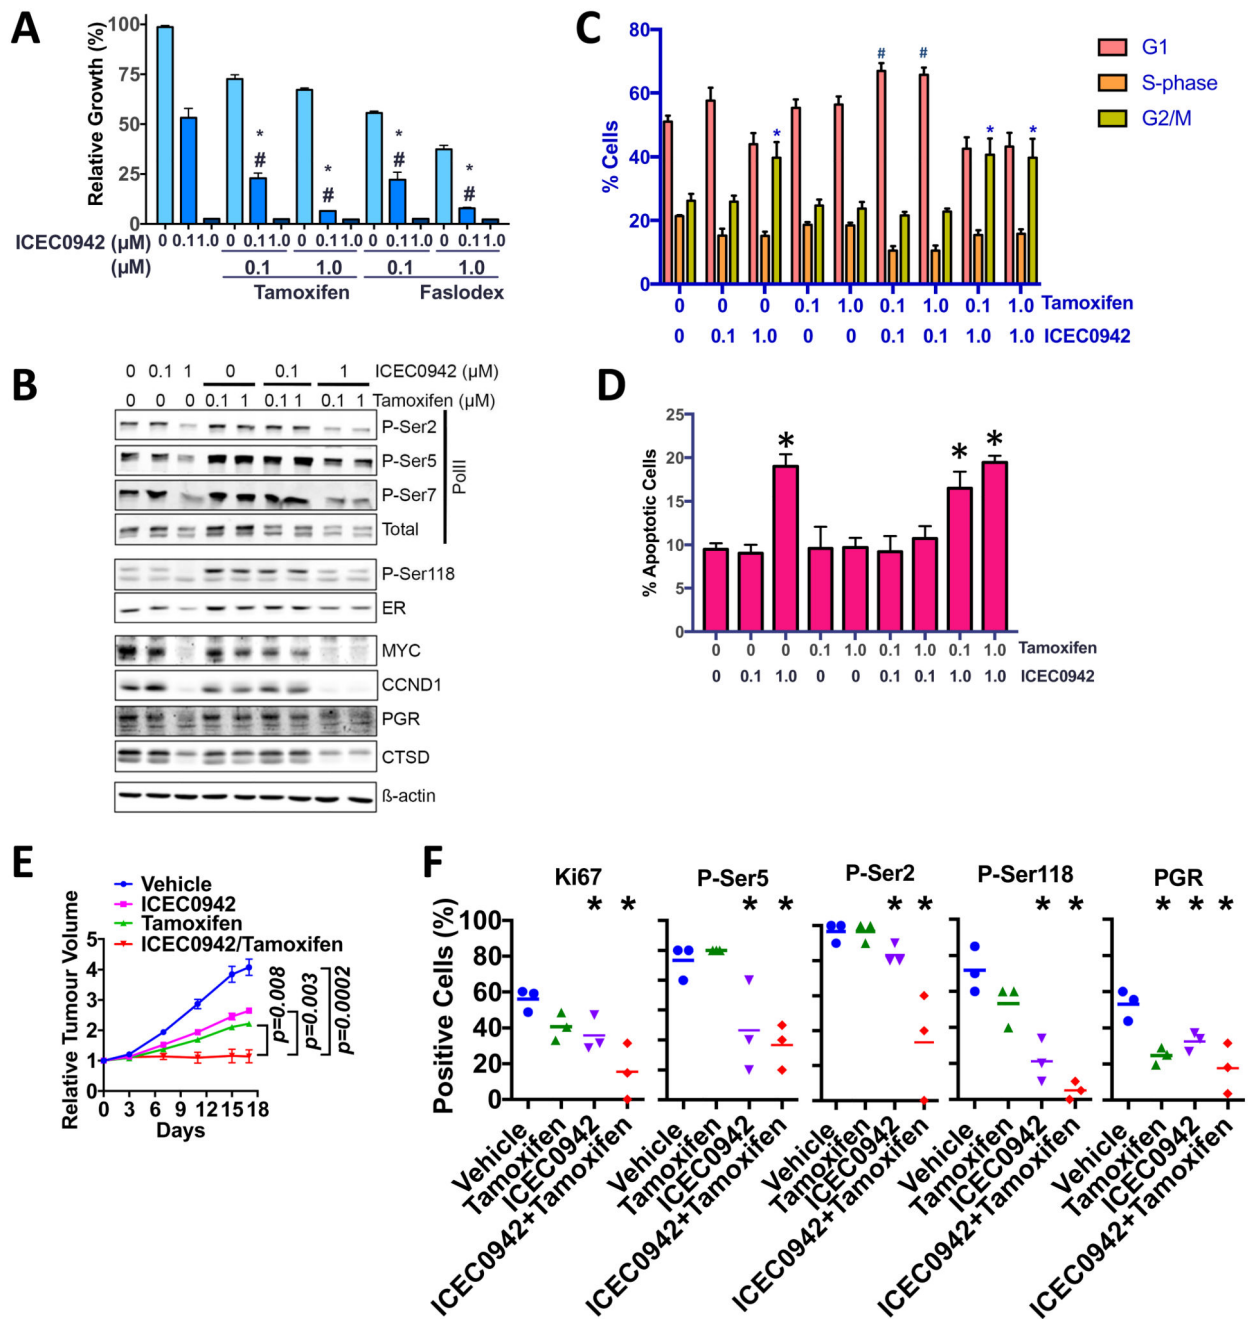 A
Relative Growth (%)
100
75
50
25
0
ICEC0942 (µM) 0 0.1 1.0 0 0.1 1.0 0 0.1 1.0 0 0.1 1.0 0 0.1 1.0
(µM) 0.1 1.0 0.1 1.0
Tamoxifen Faslodex
* # * # * # * #
B
0 0.1 1 0 0.1 1 ICEC0942 (µM)
0 0 0 0.1 1 0.1 1 0.1 1 Tamoxifen (µM)
P-Ser2
P-Ser5
P-Ser7
Total
PolII
P-Ser118
ER
MYC
CCND1
PGR
CTSD
ß-actin
C
% Cells
80
60
40
20
0
# #
* * *
G1
S-phase
G2/M
0 0 0 0.1 1.0 0.1 1.0 0.1 1.0 Tamoxifen
0 0.1 1.0 0 0 0.1 0.1 1.0 1.0 ICEC0942
D
% Apoptotic Cells
25
20
15
10
5
0
* * *
0 0 0 0.1 1.0 0.1 1.0 0.1 1.0 Tamoxifen
0 0.1 1.0 0 0 0.1 0.1 1.0 1.0 ICEC0942
E
Vehicle
ICEC0942
Tamoxifen
ICEC0942/Tamoxifen
Relative Tumour Volume
5
4
3
2
1
0
0 3 6 9 12 15 18
Days
p=0.008
p=0.003
p=0.0002
F
Ki67 P-Ser5 P-Ser2 P-Ser118 PGR
* * * * * * * * * * *
Positive Cells (%)
100
80
60
40
20
0
Vehicle
Tamoxifen
ICEC0942
ICEC0942+Tamoxifen
Vehicle
Tamoxifen
ICEC0942
ICEC0942+Tamoxifen
Vehicle
Tamoxifen
ICEC0942
ICEC0942+Tamoxifen
Vehicle
Tamoxifen
ICEC0942
ICEC0942+Tamoxifen
Vehicle
Tamoxifen
ICEC0942
ICEC0942+Tamoxifen